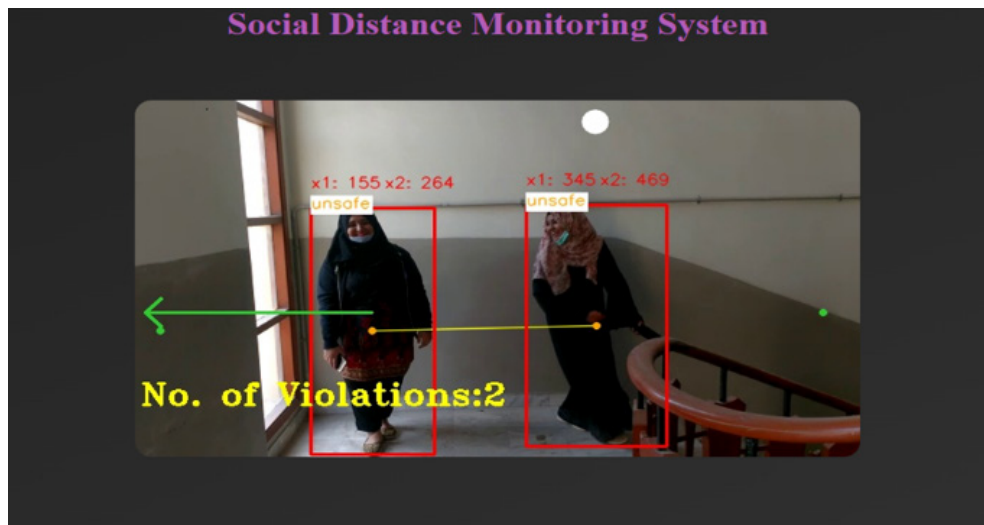 Social Distance Monitoring System
x1: 155 x2: 264
x1: 345 x2: 469
unsafe
unsafe
No. of Violations:2